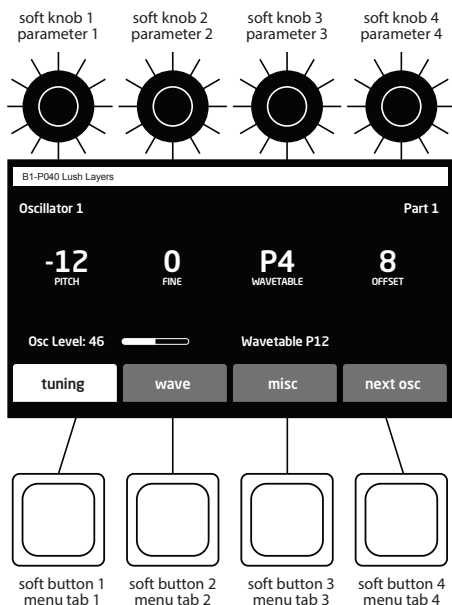 soft knob 1 soft knob 2 soft knob 3 soft knob 4
parameter 1 parameter 2 parameter 3 parameter 4
B1-P040 Lush Layers
Oscillator 1 Part 1
-12 0 P4 8
PITCH FINE WAVETABLE OFFSET
Osc Level: 46 Wavetable P12
tuning wave misc next osc
soft button 1 soft button 2 soft button 3 soft button 4
menu tab 1 menu tab 2 menu tab 3 menu tab 4